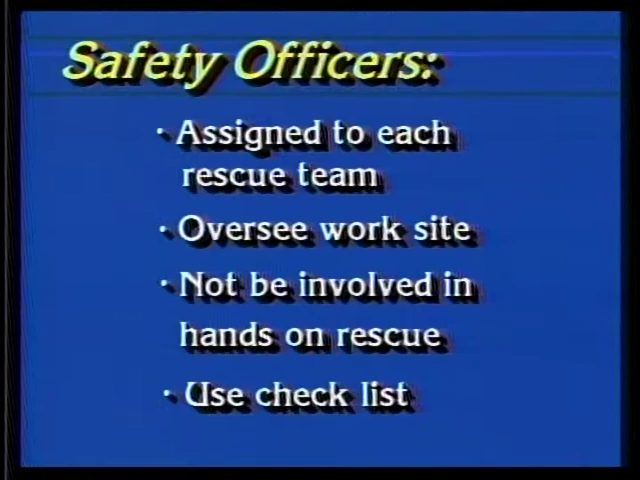 Safety Officers:
· Assigned to each
rescue team
· Oversee work site
· Not be involved in
hands on rescue
· Use check list